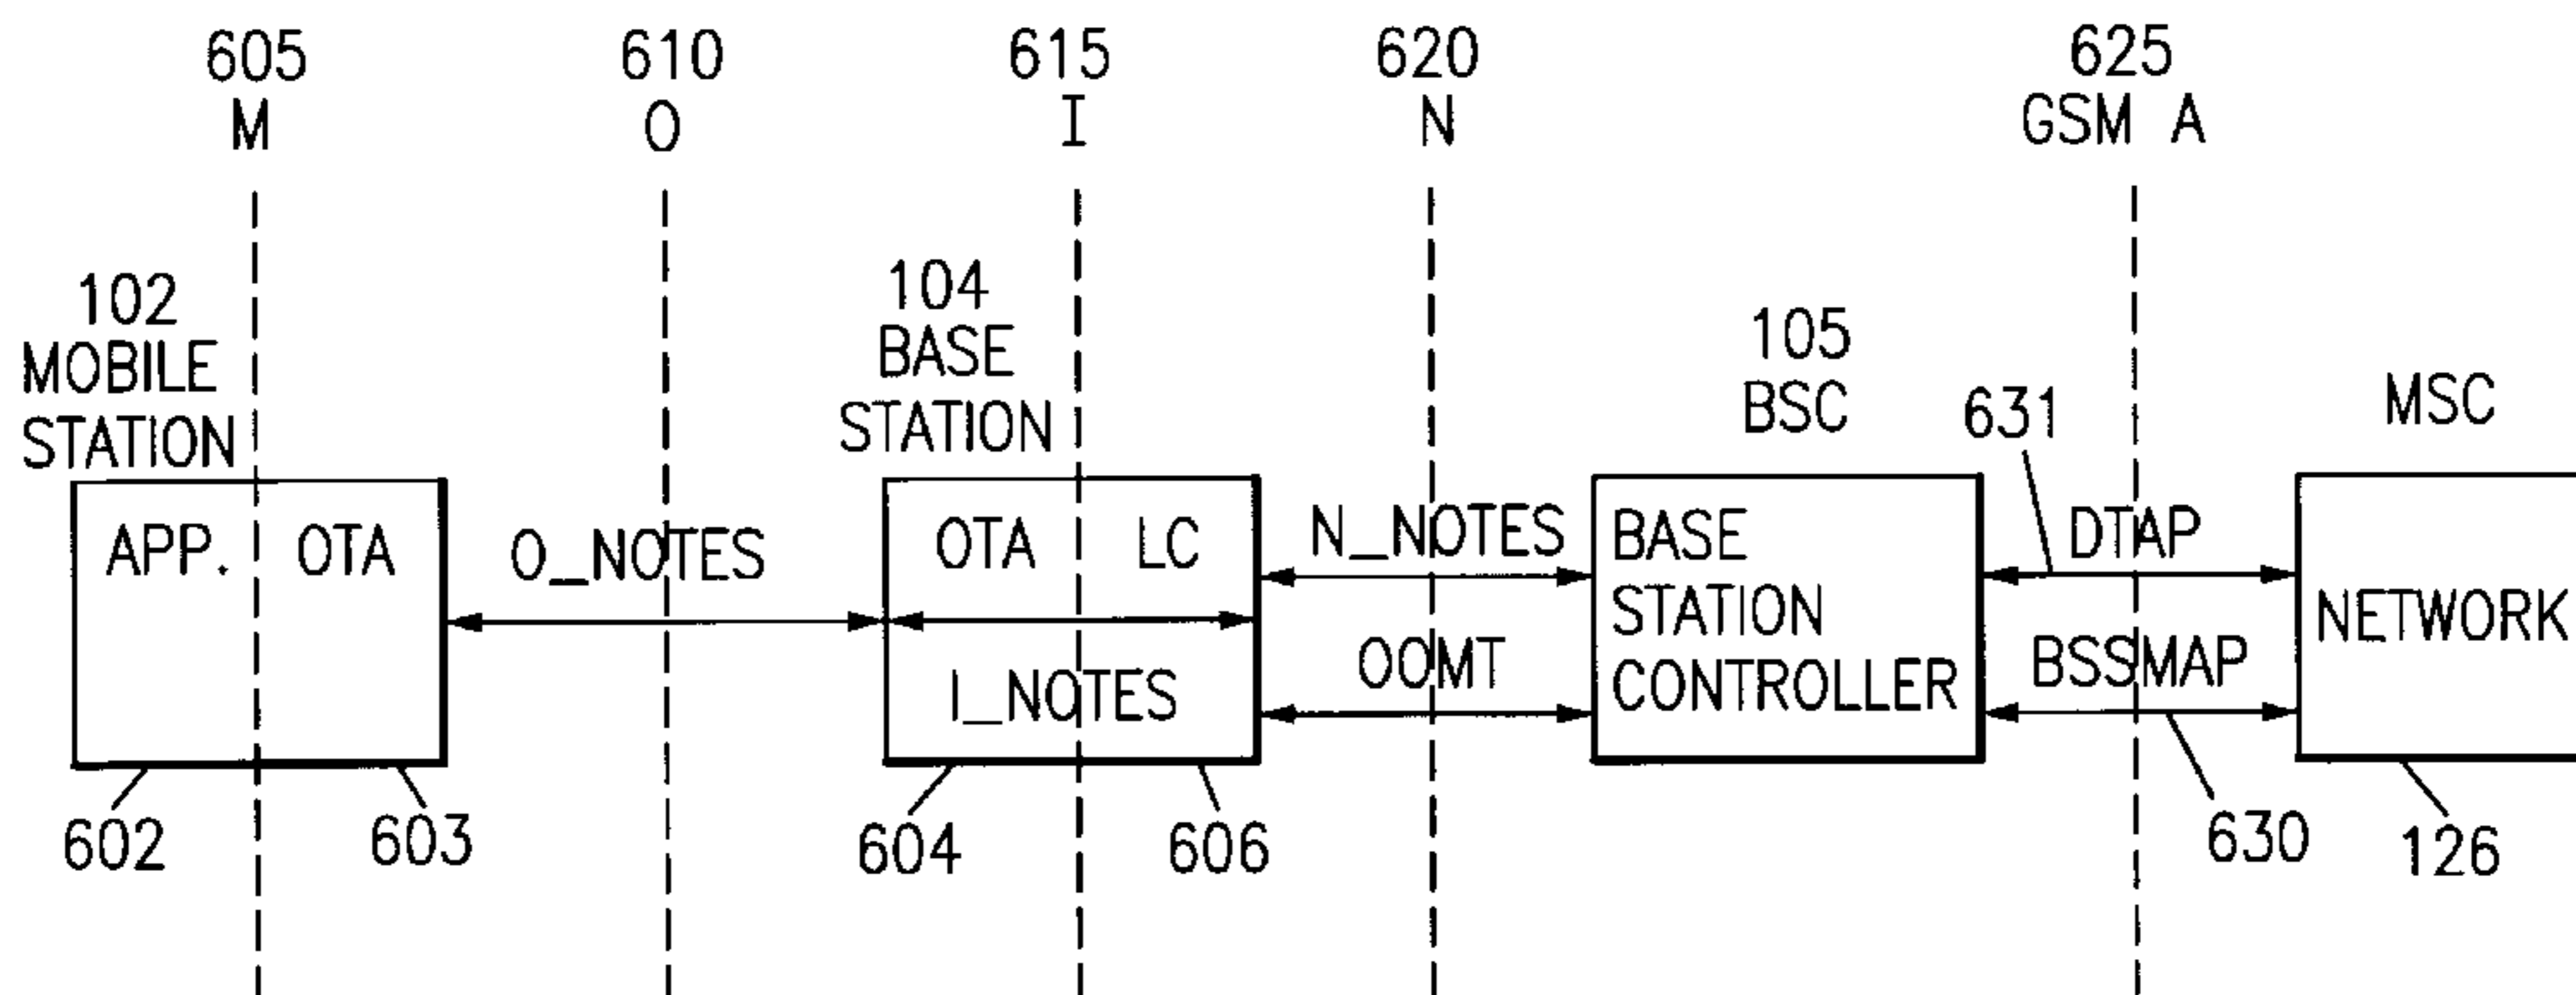 605
M
610
O
615
I
620
N
625
GSM A
102
MOBILE
STATION
104
BASE
STATION
105
BSC
631
MSC
APP.
OTA
O_NOTES
OTA
LC
I_NOTES
N_NOTES
OOMT
BASE
STATION
CONTROLLER
DTAP
BSSMAP
NETWORK
602
603
604
606
630
126